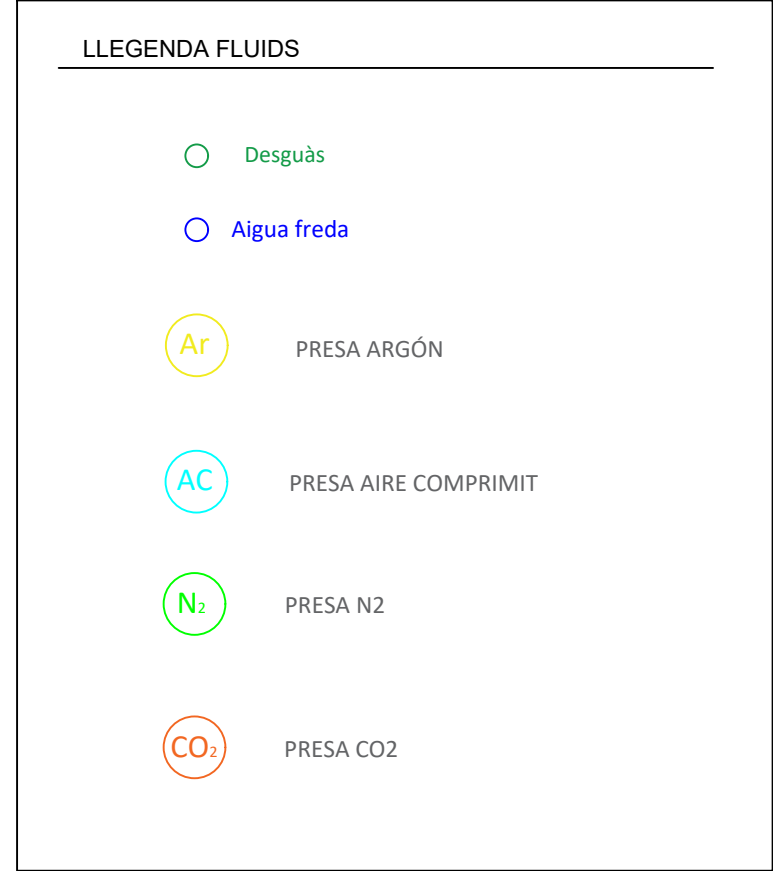 LLEGENDA FLUIDS
Desguàs
Aigua freda
Ar PRESA ARGÓN
AC PRESA AIRE COMPRIMIT
N₂ PRESA N2
CO₂ PRESA CO2